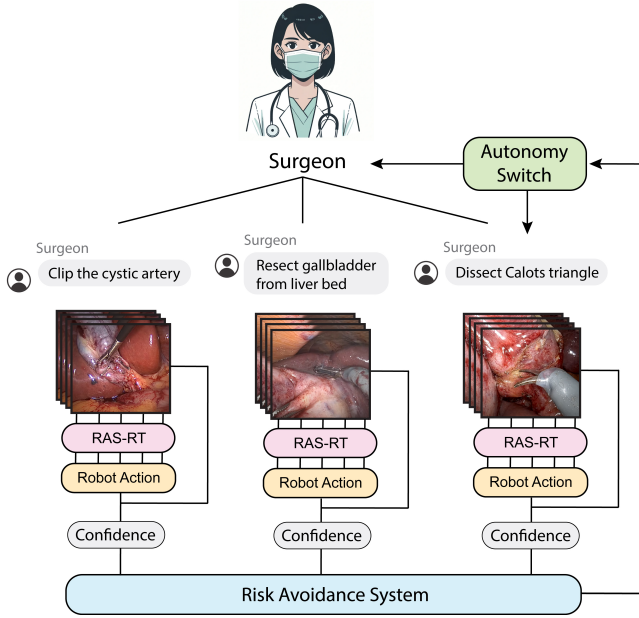 Surgeon
Autonomy
Switch
Surgeon
Clip the cystic artery
Surgeon
Resect gallbladder
from liver bed
Surgeon
Dissect Calots triangle
RAS-RT
RAS-RT
RAS-RT
Robot Action
Robot Action
Robot Action
Confidence
Confidence
Confidence
Risk Avoidance System